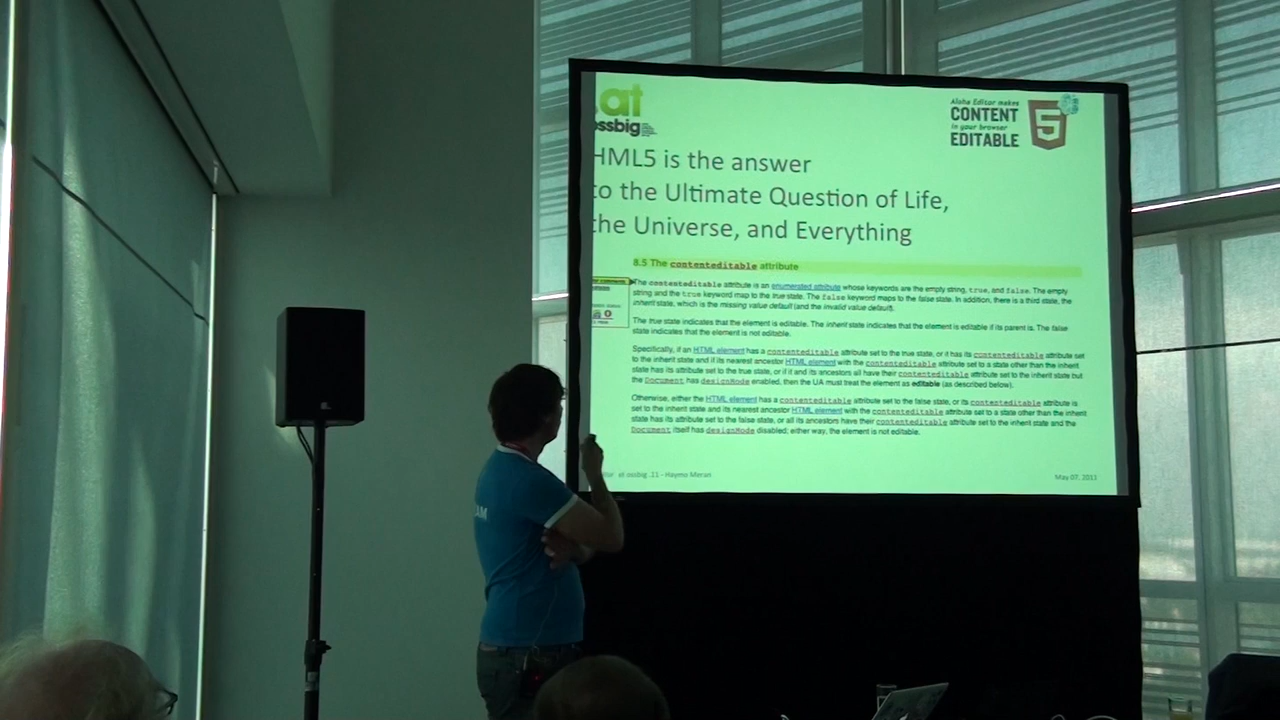 at
ossbig
Aloha Editor makes
CONTENT
in your browser
EDITABLE
5
HML5 is the answer
to the Ultimate Question of Life,
the Universe, and Everything
8.5 The contenteditable attribute
The contenteditable attribute is an enumerated attribute whose keywords are the empty string, true, and false. The empty
string and the true keyword map to the true state. The false keyword maps to the false state. In addition, there is a third state, the
inherit state, which is the missing value default (and the invalid value default).
The true state indicates that the element is editable. The inherit state indicates that the element is editable if its parent is. The false
state indicates that the element is not editable.
Specifically, if an HTML element has a contenteditable attribute set to the true state, or it has its contenteditable attribute set
to the inherit state and if its nearest ancestor HTML element with the contenteditable attribute set to a state other than the inherit
state has its attribute set to the true state, or if it and its ancestors all have their contenteditable attribute set to the inherit state but
the Document has designMode enabled, then the UA must treat the element as editable (as described below).
Otherwise, either the HTML element has a contenteditable attribute set to the false state, or its contenteditable attribute is
set to the inherit state and its nearest ancestor HTML element with the contenteditable attribute set to a state other than the inherit
state has its attribute set to the false state, or all its ancestors have their contenteditable attribute set to the inherit state and the
Document itself has designMode disabled; either way, the element is not editable.
at ossbig .11 - Haymo Meran
May 07, 2013
AM